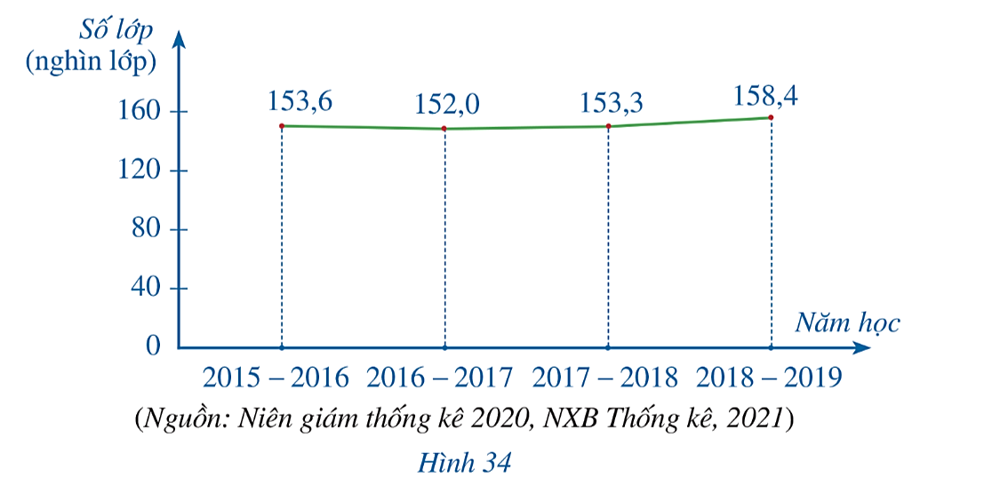 Số lớp
(nghìn lớp)
153,6 152,0 153,3 158,4
160
120
80
40
0
Năm học
2015 – 2016 2016 – 2017 2017 – 2018 2018 – 2019
(Nguồn: Niên giám thống kê 2020, NXB Thống kê, 2021)
Hình 34